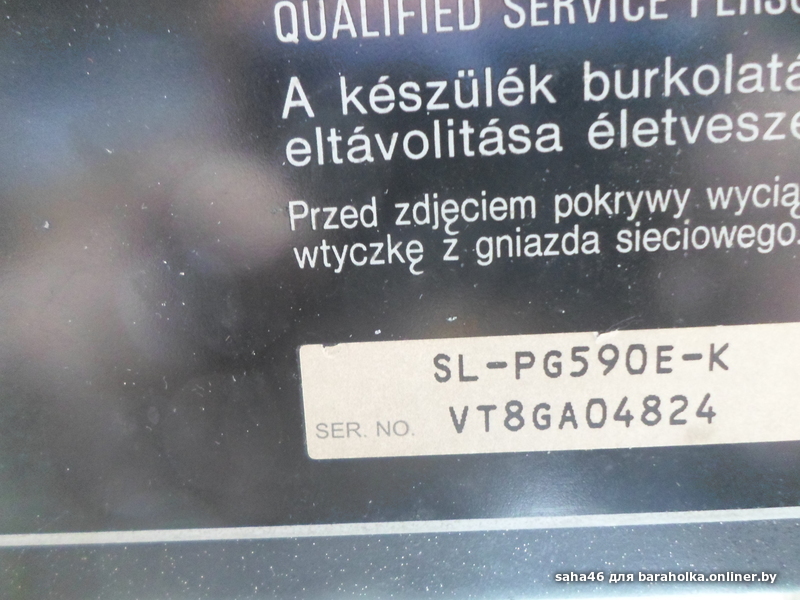 QUALIFIED SERVICE
A készülék burkolatá
eltávolitása életvesze
Przed zdjęciem pokrywy wycią
wtyczkę z gniazda sieciowego.
SL-PG590E-K
SER. NO. VT8GA04824
saha46 для baraholka.onliner.by